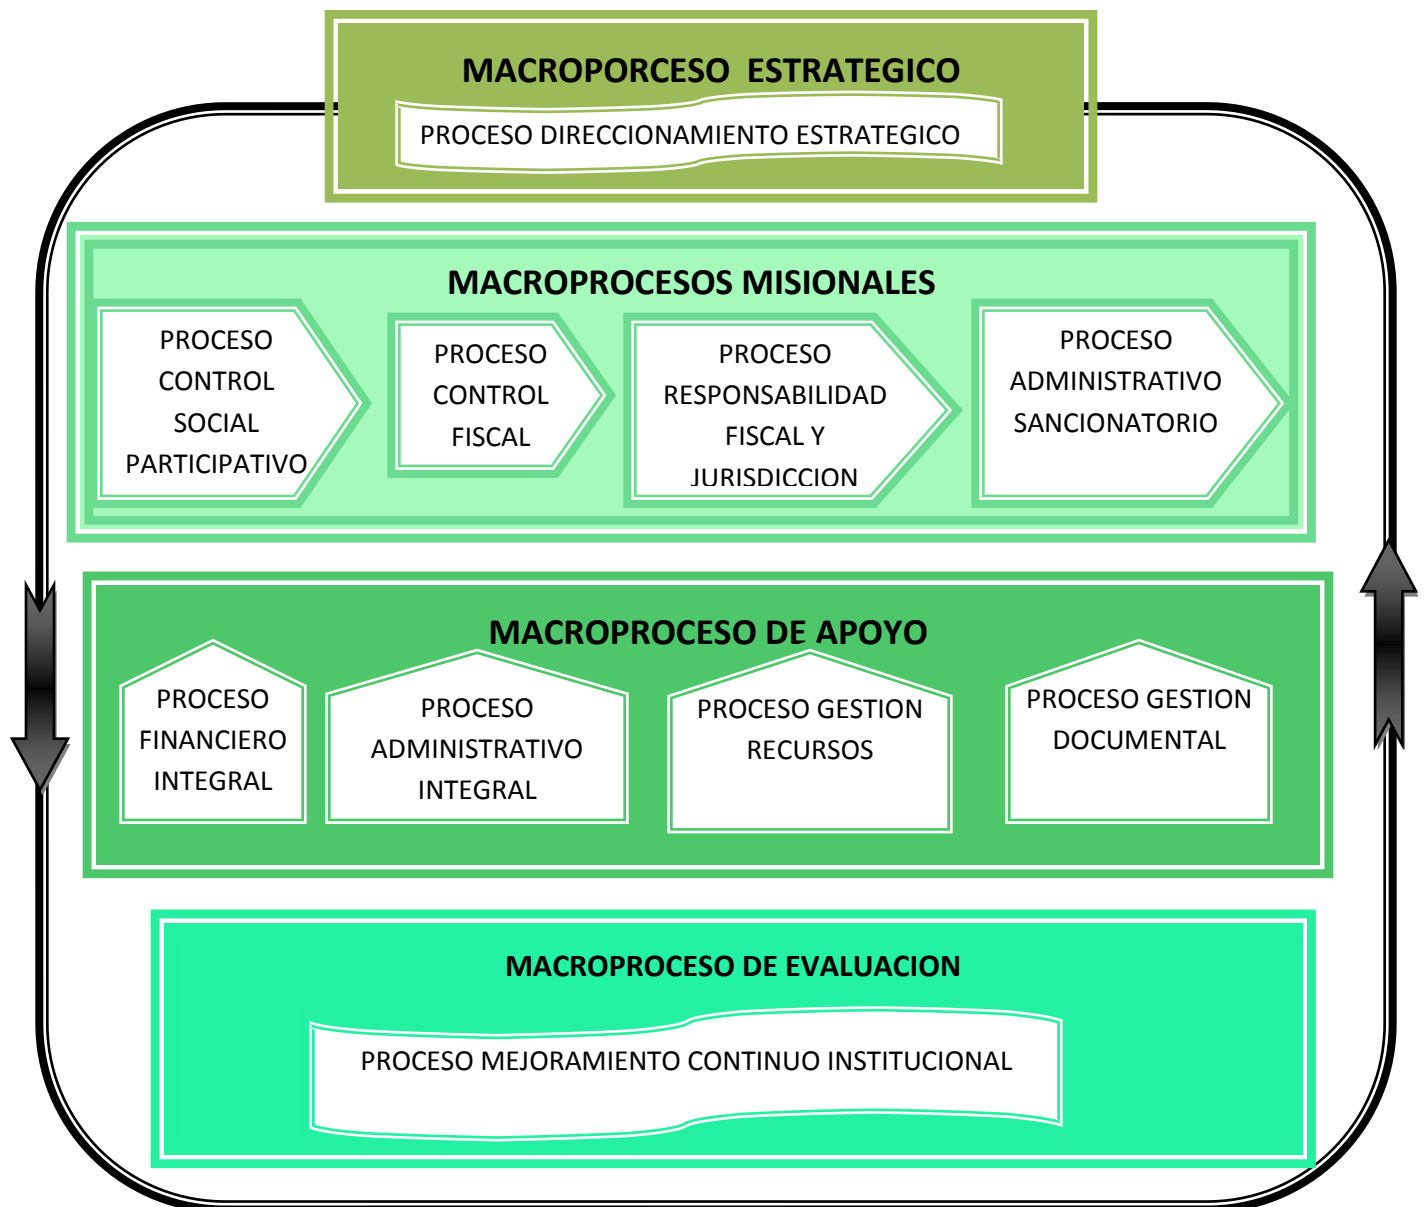 MACROPORCESO ESTRATEGICO
PROCESO DIRECCIONAMIENTO ESTRATEGICO
MACROPROCESOS MISIONALES
PROCESO
CONTROL
SOCIAL
PARTICIPATIVO
PROCESO
CONTROL
FISCAL
PROCESO
RESPONSABILIDAD
FISCAL Y
JURISDICCION
PROCESO
ADMINISTRATIVO
SANCIONATORIO
MACROPROCESO DE APOYO
PROCESO
FINANCIERO
INTEGRAL
PROCESO
ADMINISTRATIVO
INTEGRAL
PROCESO GESTION
RECURSOS
PROCESO GESTION
DOCUMENTAL
MACROPROCESO DE EVALUACION
PROCESO MEJORAMIENTO CONTINUO INSTITUCIONAL